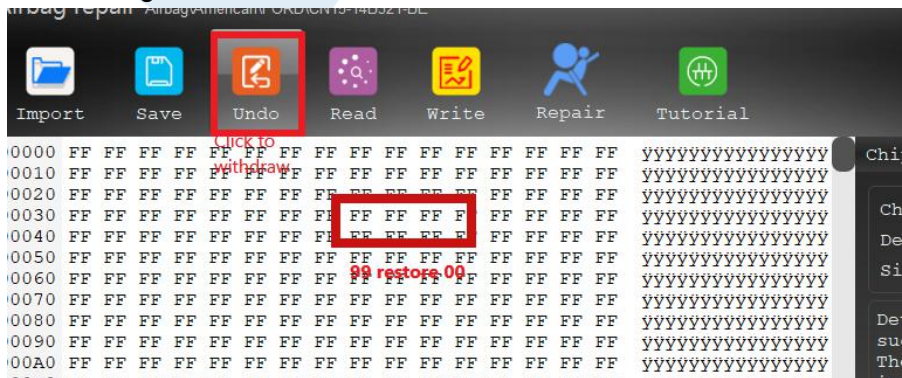 Airbag repair Airbag\American\FORD\CN15-14B321-BE
Import Save Undo Read Write Repair Tutorial
Click to
withdraw
0000 FF FF FF FF FF FF FF FF FF FF FF FF FF FF FF FF ÿÿÿÿÿÿÿÿÿÿÿÿÿÿÿÿ Chi
0010 FF FF FF FF FF FF FF FF FF FF FF FF FF FF FF FF ÿÿÿÿÿÿÿÿÿÿÿÿÿÿÿÿ
0020 FF FF FF FF FF FF FF FF FF FF FF FF FF FF FF FF ÿÿÿÿÿÿÿÿÿÿÿÿÿÿÿÿ
0030 FF FF FF FF FF FF FF FF FF FF FF FF FF FF FF FF ÿÿÿÿÿÿÿÿÿÿÿÿÿÿÿÿ Ch
0040 FF FF FF FF FF FF FF FF FF FF FF FF FF FF FF FF ÿÿÿÿÿÿÿÿÿÿÿÿÿÿÿÿ De
0050 FF FF FF FF FF FF FF FF FF FF FF FF FF FF FF FF ÿÿÿÿÿÿÿÿÿÿÿÿÿÿÿÿ
99 restore 00
0060 FF FF FF FF FF FF FF FF FF FF FF FF FF FF FF FF ÿÿÿÿÿÿÿÿÿÿÿÿÿÿÿÿ Si
0070 FF FF FF FF FF FF FF FF FF FF FF FF FF FF FF FF ÿÿÿÿÿÿÿÿÿÿÿÿÿÿÿÿ
0080 FF FF FF FF FF FF FF FF FF FF FF FF FF FF FF FF ÿÿÿÿÿÿÿÿÿÿÿÿÿÿÿÿ De
0090 FF FF FF FF FF FF FF FF FF FF FF FF FF FF FF FF ÿÿÿÿÿÿÿÿÿÿÿÿÿÿÿÿ su
00A0 FF FF FF FF FF FF FF FF FF FF FF FF FF FF FF FF ÿÿÿÿÿÿÿÿÿÿÿÿÿÿÿÿ The